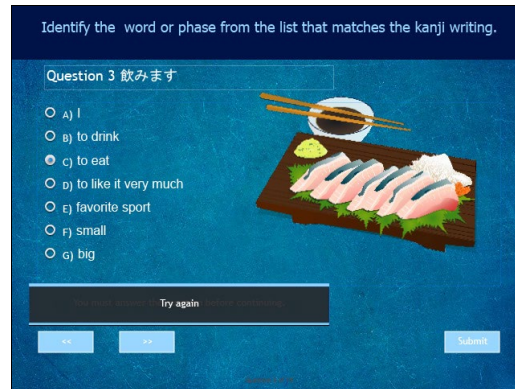 Identify the word or phase from the list that matches the kanji writing.
Question 3 飲みます
A) I
B) to drink
C) to eat
D) to like it very much
E) favorite sport
F) small
G) big
Try again
<< >> Submit